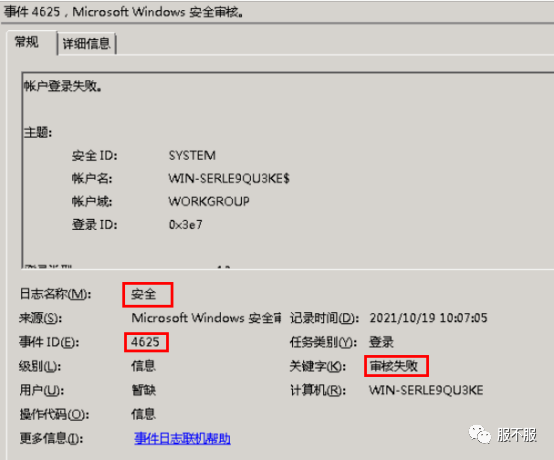 事件 4625，Microsoft Windows 安全审核。
常规 详细信息
帐户登录失败。
主题:
安全 ID: SYSTEM
帐户名: WIN-SERLE9QU3KE$
帐户域: WORKGROUP
登录 ID: 0x3e7
日志名称(M): 安全
来源(S): Microsoft Windows 安全审 记录时间(D): 2021/10/19 10:07:05
事件 ID(E): 4625 任务类别(Y): 登录
级别(L): 信息 关键字(K): 审核失败
用户(U): 暂缺 计算机(R): WIN-SERLE9QU3KE
操作代码(O): 信息
更多信息(I): 事件日志联机帮助
服不服